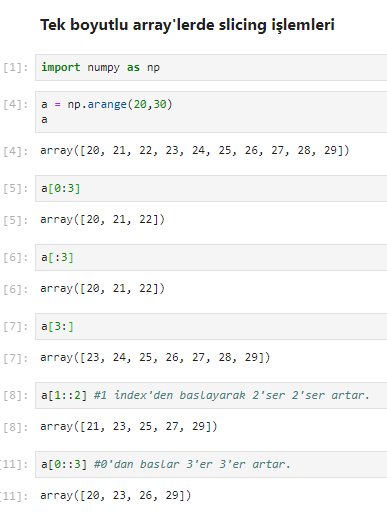 Tek boyutlu array'lerde slicing işlemleri
[1]: import numpy as np
[4]: a = np.arange(20,30)
a
[4]: array([20, 21, 22, 23, 24, 25, 26, 27, 28, 29])
[5]: a[0:3]
[5]: array([20, 21, 22])
[6]: a[:3]
[6]: array([20, 21, 22])
[7]: a[3:]
[7]: array([23, 24, 25, 26, 27, 28, 29])
[8]: a[1::2] #1 index'den baslayarak 2'ser 2'ser artar.
[8]: array([21, 23, 25, 27, 29])
[11]: a[0::3] #0'dan baslar 3'er 3'er artar.
[11]: array([20, 23, 26, 29])